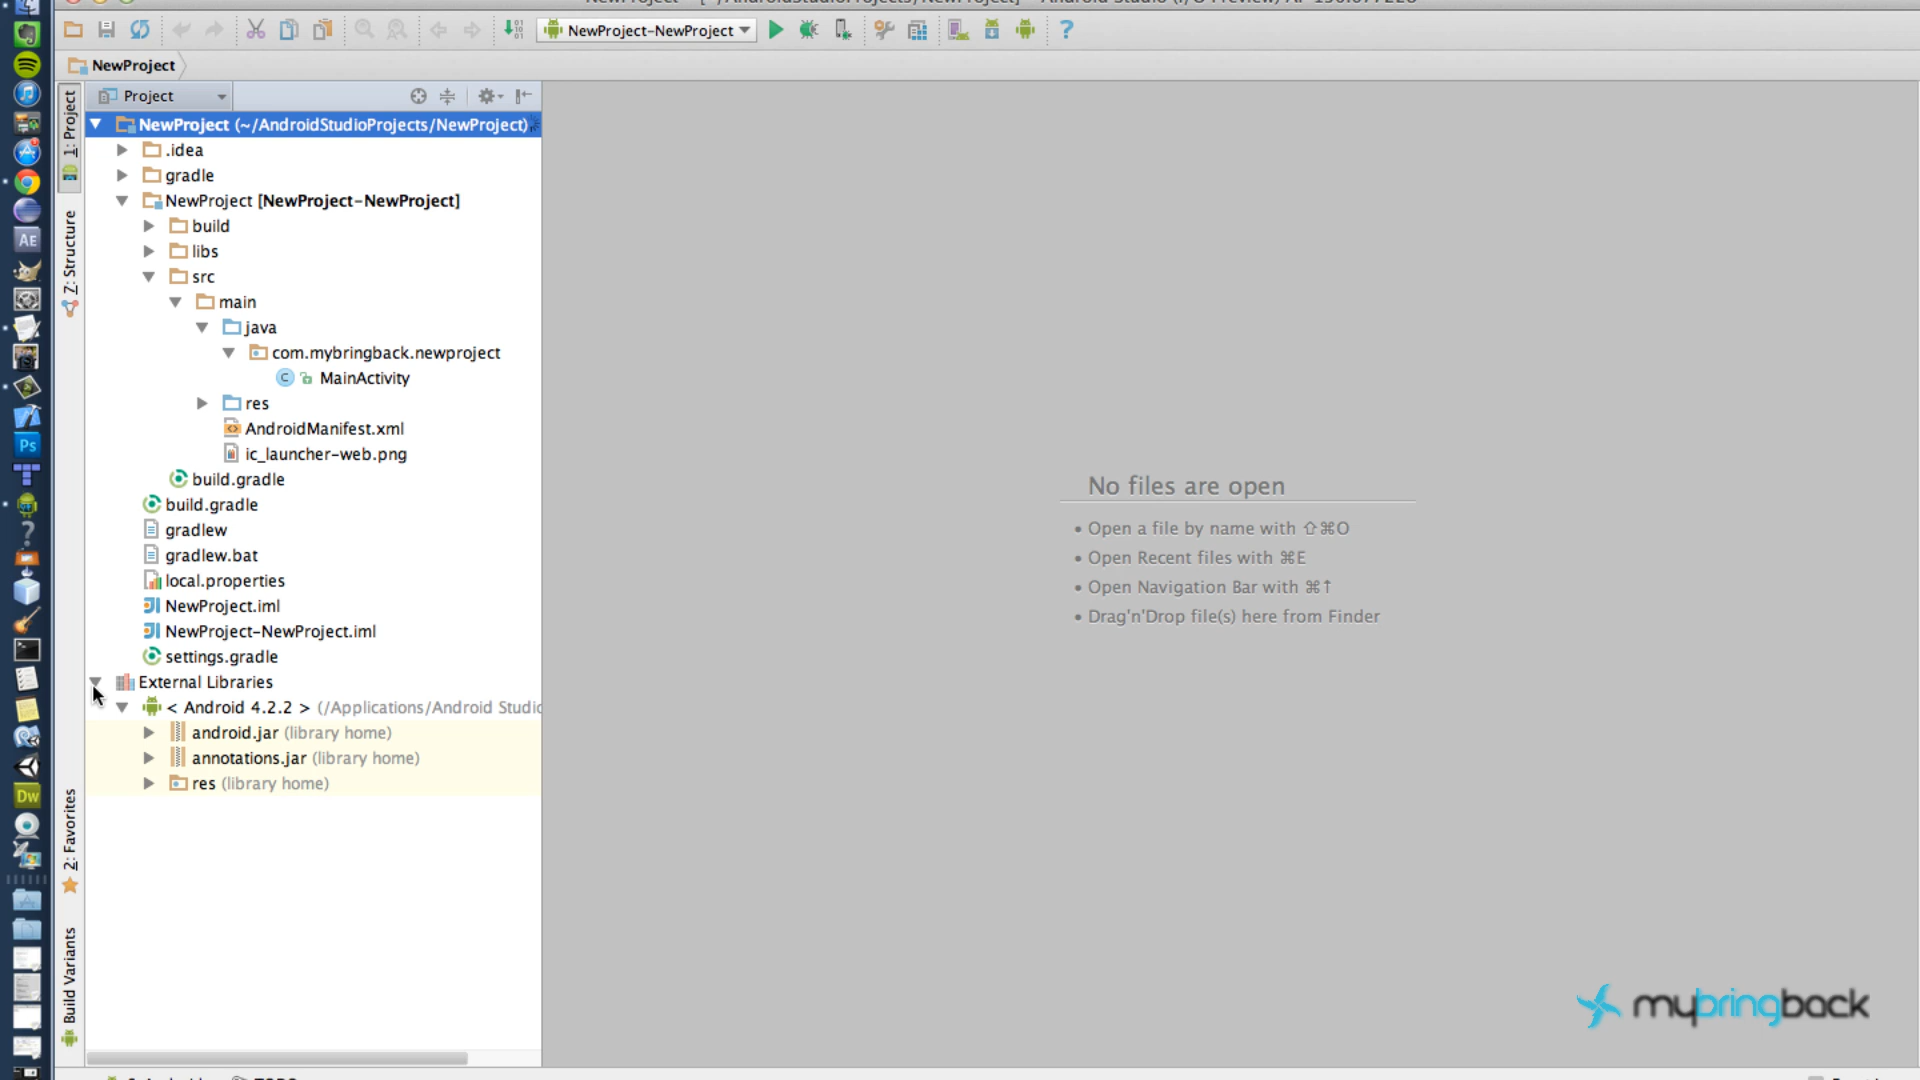 NewProject-NewProject
?
NewProject
1: Project
Project
NewProject (~/AndroidStudioProjects/NewProject)
.idea
gradle
NewProject [NewProject-NewProject]
build
libs
Z: Structure
src
main
java
com.mybringback.newproject
C MainActivity
res
AndroidManifest.xml
ic_launcher-web.png
build.gradle
build.gradle
gradlew
gradlew.bat
local.properties
NewProject.iml
NewProject-NewProject.iml
settings.gradle
External Libraries
< Android 4.2.2 > (/Applications/Android Studio
android.jar (library home)
annotations.jar (library home)
res (library home)
2: Favorites
Build Variants
No files are open
• Open a file by name with ⇧⌘O
• Open Recent files with ⌘E
• Open Navigation Bar with ⌘↑
• Drag'n'Drop file(s) here from Finder
AE
Ps
?
Dw
mybringback